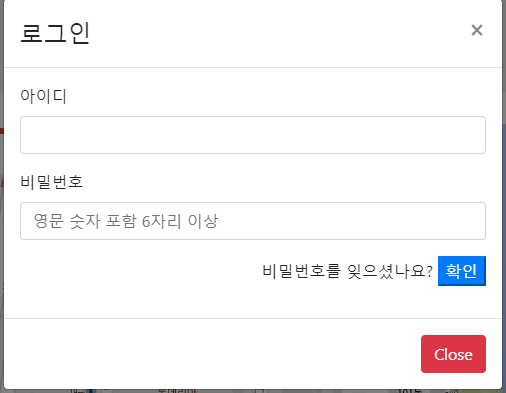 로그인 ×
아이디
비밀번호
영문 숫자 포함 6자리 이상
비밀번호를 잊으셨나요? 확인
Close